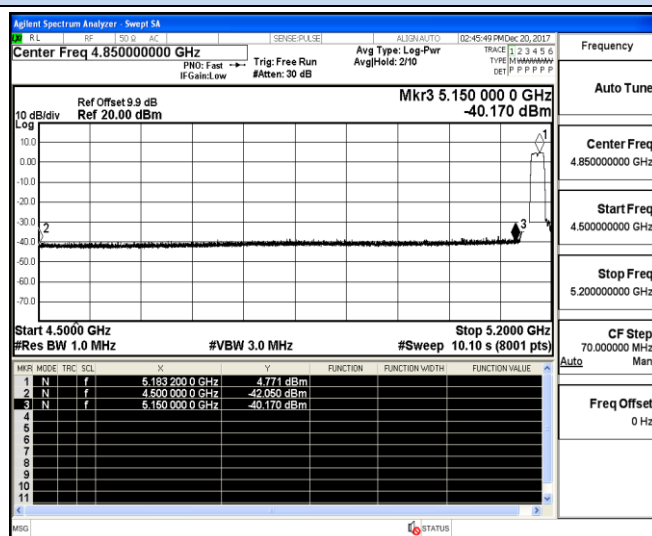 Agilent Spectrum Analyzer - Swept SA
RL RF 50 Ω AC SENSE:PULSE ALIGN AUTO 02:45:49 PM Dec 20, 2017
Center Freq 4.850000000 GHz
PNO: Fast
IFGain:Low
Trig: Free Run
#Atten: 30 dB
Avg Type: Log-Pwr
Avg|Hold: 2/10
TRACE 1 2 3 4 5 6
TYPE M
DET P P P P P P
Ref Offset 9.9 dB
Ref 20.00 dBm
10 dB/div
Log
Mkr3 5.150 000 0 GHz
-40.170 dBm
10.0
0.00
-10.0
-20.0
-30.0
-40.0
-50.0
-60.0
-70.0
1
2
3
Start 4.5000 GHz Stop 5.2000 GHz
#Res BW 1.0 MHz #VBW 3.0 MHz #Sweep 10.10 s (8001 pts)
MKR MODE TRC SCL X Y FUNCTION FUNCTION WIDTH FUNCTION VALUE
1 N f 5.183 200 0 GHz 4.771 dBm
2 N f 4.500 000 0 GHz -42.050 dBm
3 N f 5.150 000 0 GHz -40.170 dBm
4
5
6
7
8
9
10
11
MSG STATUS
Frequency
Auto Tune
Center Freq
4.850000000 GHz
Start Freq
4.500000000 GHz
Stop Freq
5.200000000 GHz
CF Step
70.000000 MHz
Auto Man
Freq Offset
0 Hz